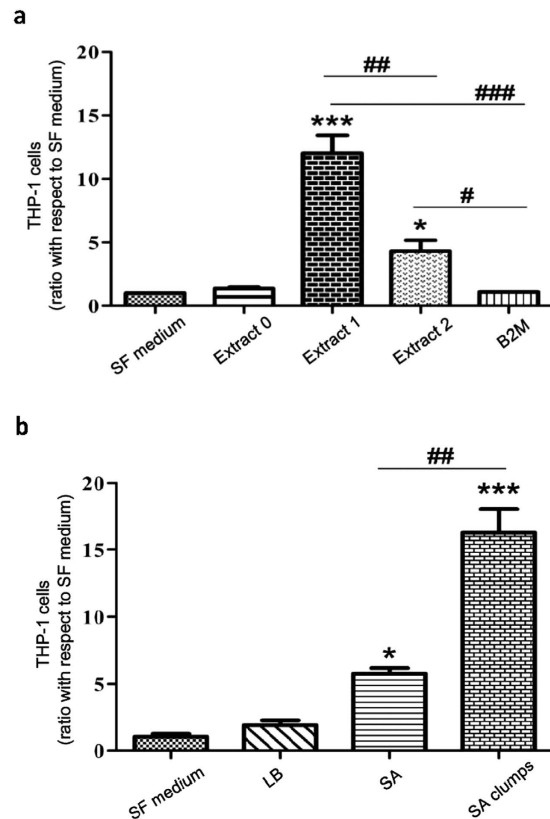 a
THP-1 cells
(ratio with respect to SF medium)
20
15
10
5
0
##
###
***
#
*
SF medium
Extract 0
Extract 1
Extract 2
B2M
b
THP-1 cells
(ratio with respect to SF medium)
20
15
10
5
0
##
***
*
SF medium
LB
SA
SA clumps